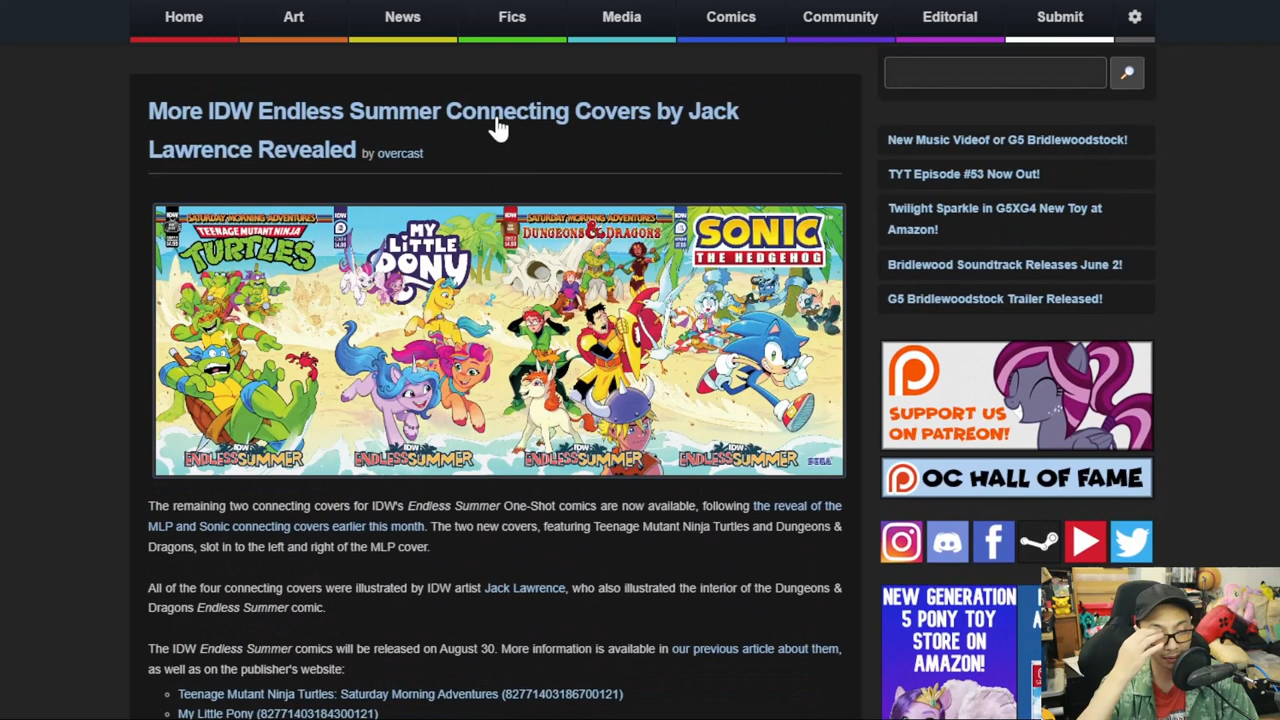 Home Art News Fics Media Comics Community Editorial Submit
More IDW Endless Summer Connecting Covers by Jack
Lawrence Revealed by overcast
SATURDAY MORNING ADVENTURES
TEENAGE MUTANT NINJA
TURTLES
MY
LITTLE
PONY
SATURDAY MORNING ADVENTURES
DUNGEONS & DRAGONS
SONIC
THE HEDGEHOG
IDW
ENDLESS SUMMER
IDW
ENDLESS SUMMER
IDW
ENDLESS SUMMER
IDW
ENDLESS SUMMER
SEGA
The remaining two connecting covers for IDW's Endless Summer One-Shot comics are now available, following the reveal of the
MLP and Sonic connecting covers earlier this month. The two new covers, featuring Teenage Mutant Ninja Turtles and Dungeons &
Dragons, slot in to the left and right of the MLP cover.
All of the four connecting covers were illustrated by IDW artist Jack Lawrence, who also illustrated the interior of the Dungeons &
Dragons Endless Summer comic.
The IDW Endless Summer comics will be released on August 30. More information is available in our previous article about them,
as well as on the publisher's website:
Teenage Mutant Ninja Turtles: Saturday Morning Adventures (82771403186700121)
My Little Pony (82771403184300121)
New Music Videof or G5 Bridlewoodstock!
TYT Episode #53 Now Out!
Twilight Sparkle in G5XG4 New Toy at
Amazon!
Bridlewood Soundtrack Releases June 2!
G5 Bridlewoodstock Trailer Released!
SUPPORT US
ON PATREON!
OC HALL OF FAME
NEW GENERATION
5 PONY TOY
STORE ON
AMAZON!